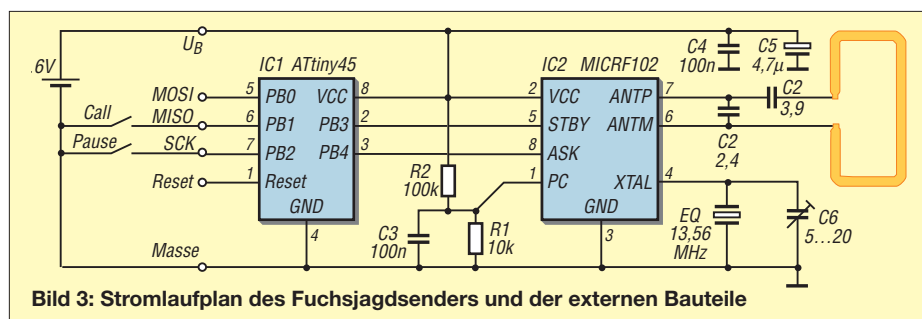 UB
.6V
IC1 ATtiny45
MOSI 5 PB0 VCC 8
Call MISO 6 PB1 PB3 2
Pause SCK 7 PB2 PB4 3
Reset 1 Reset
GND
4
Masse
R2
100k
C3
100n
R1
10k
IC2 MICRF102
2 VCC ANTP 7
5 STBY ANTM 6
8 ASK
1 PC XTAL 4
GND
3
C4
100n
C5
4,7µ
C2
3,9
C2
2,4
EQ
13,56
MHz
C6
5...20
Bild 3: Stromlaufplan des Fuchsjagdsenders und der externen Bauteile